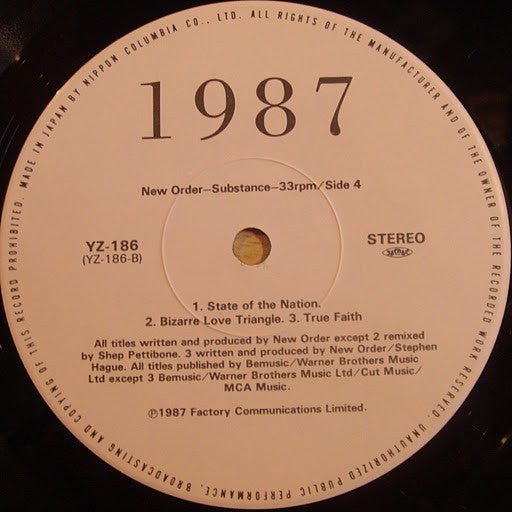 MADE IN JAPAN BY NIPPON COLUMBIA CO., LTD. ALL RIGHTS OF THE MANUFACTURER AND OF THE OWNER OF THE RECORDED WORK RESERVED. UNAUTHORIZED PUBLIC PERFORMANCE, BROADCASTING AND COPYING OF THIS RECORD PROHIBITED.
1987
New Order—Substance—33rpm/Side 4
YZ-186
(YZ-186-B)
STEREO
1. State of the Nation.
2. Bizarre Love Triangle. 3. True Faith
All titles written and produced by New Order except 2 remixed
by Shep Pettibone. 3 written and produced by New Order/Stephen
Hague. All titles published by Bemusic/Warner Brothers Music
Ltd except 3 Bemusic/Warner Brothers Music Ltd/Cut Music/
MCA Music.
℗1987 Factory Communications Limited.